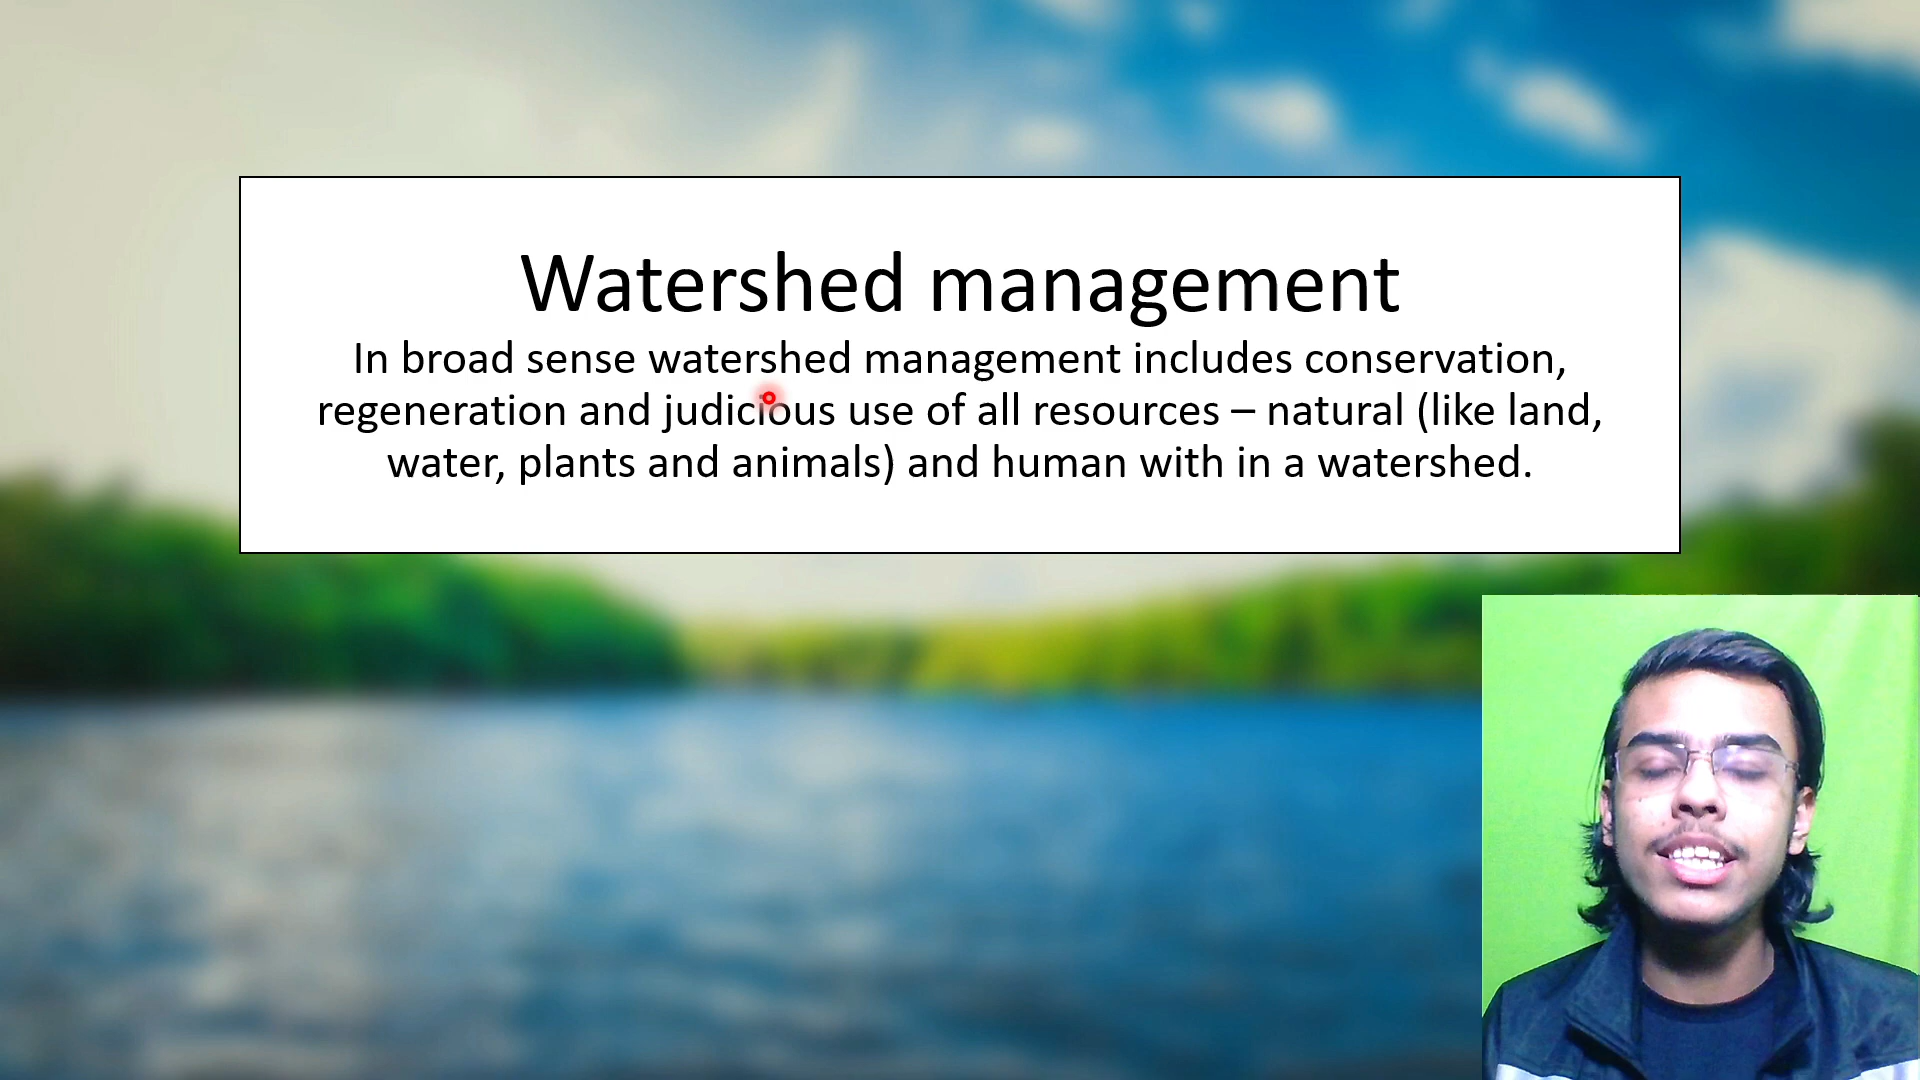 Watershed management
In broad sense watershed management includes conservation,
regeneration and judicious use of all resources – natural (like land,
water, plants and animals) and human with in a watershed.